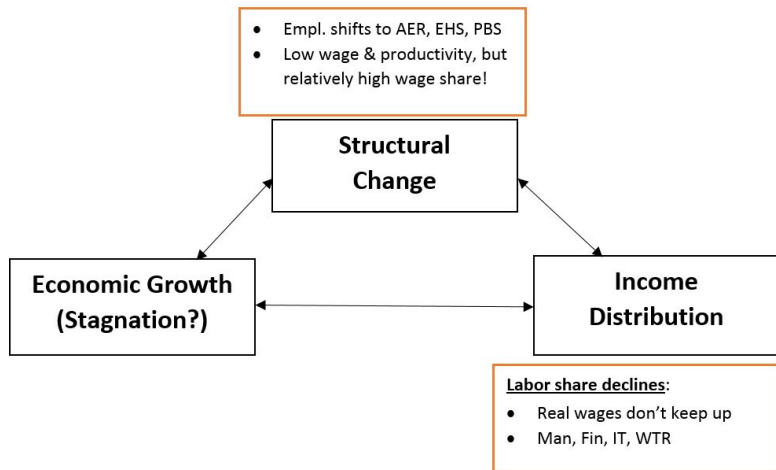 • Empl. shifts to AER, EHS, PBS
• Low wage & productivity, but
relatively high wage share!
Structural
Change
Economic Growth
(Stagnation?)
Income
Distribution
Labor share declines:
• Real wages don’t keep up
• Man, Fin, IT, WTR